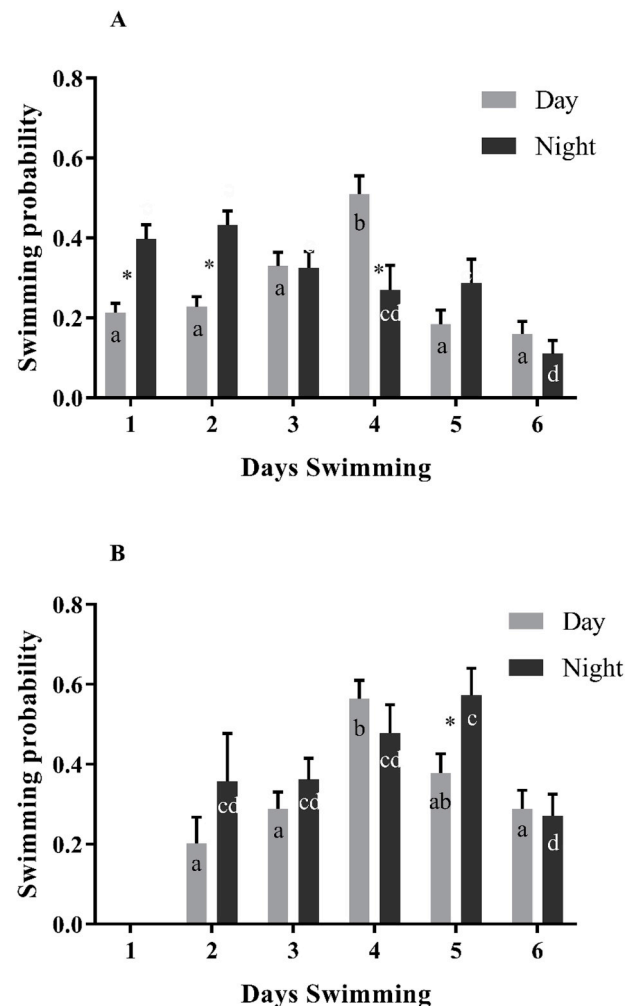 A
0.8
Day
Night
0.6
b
0.4
*
*
*
a
cd
0.2
a
a
a
a
d
0.0
1 2 3 4 5 6
Swimming probability
Days Swimming
B
0.8
Day
Night
0.6
b
*
c
cd
0.4
cd
a
cd
ab
0.2
a
a
d
0.0
1 2 3 4 5 6
Swimming probability
Days Swimming